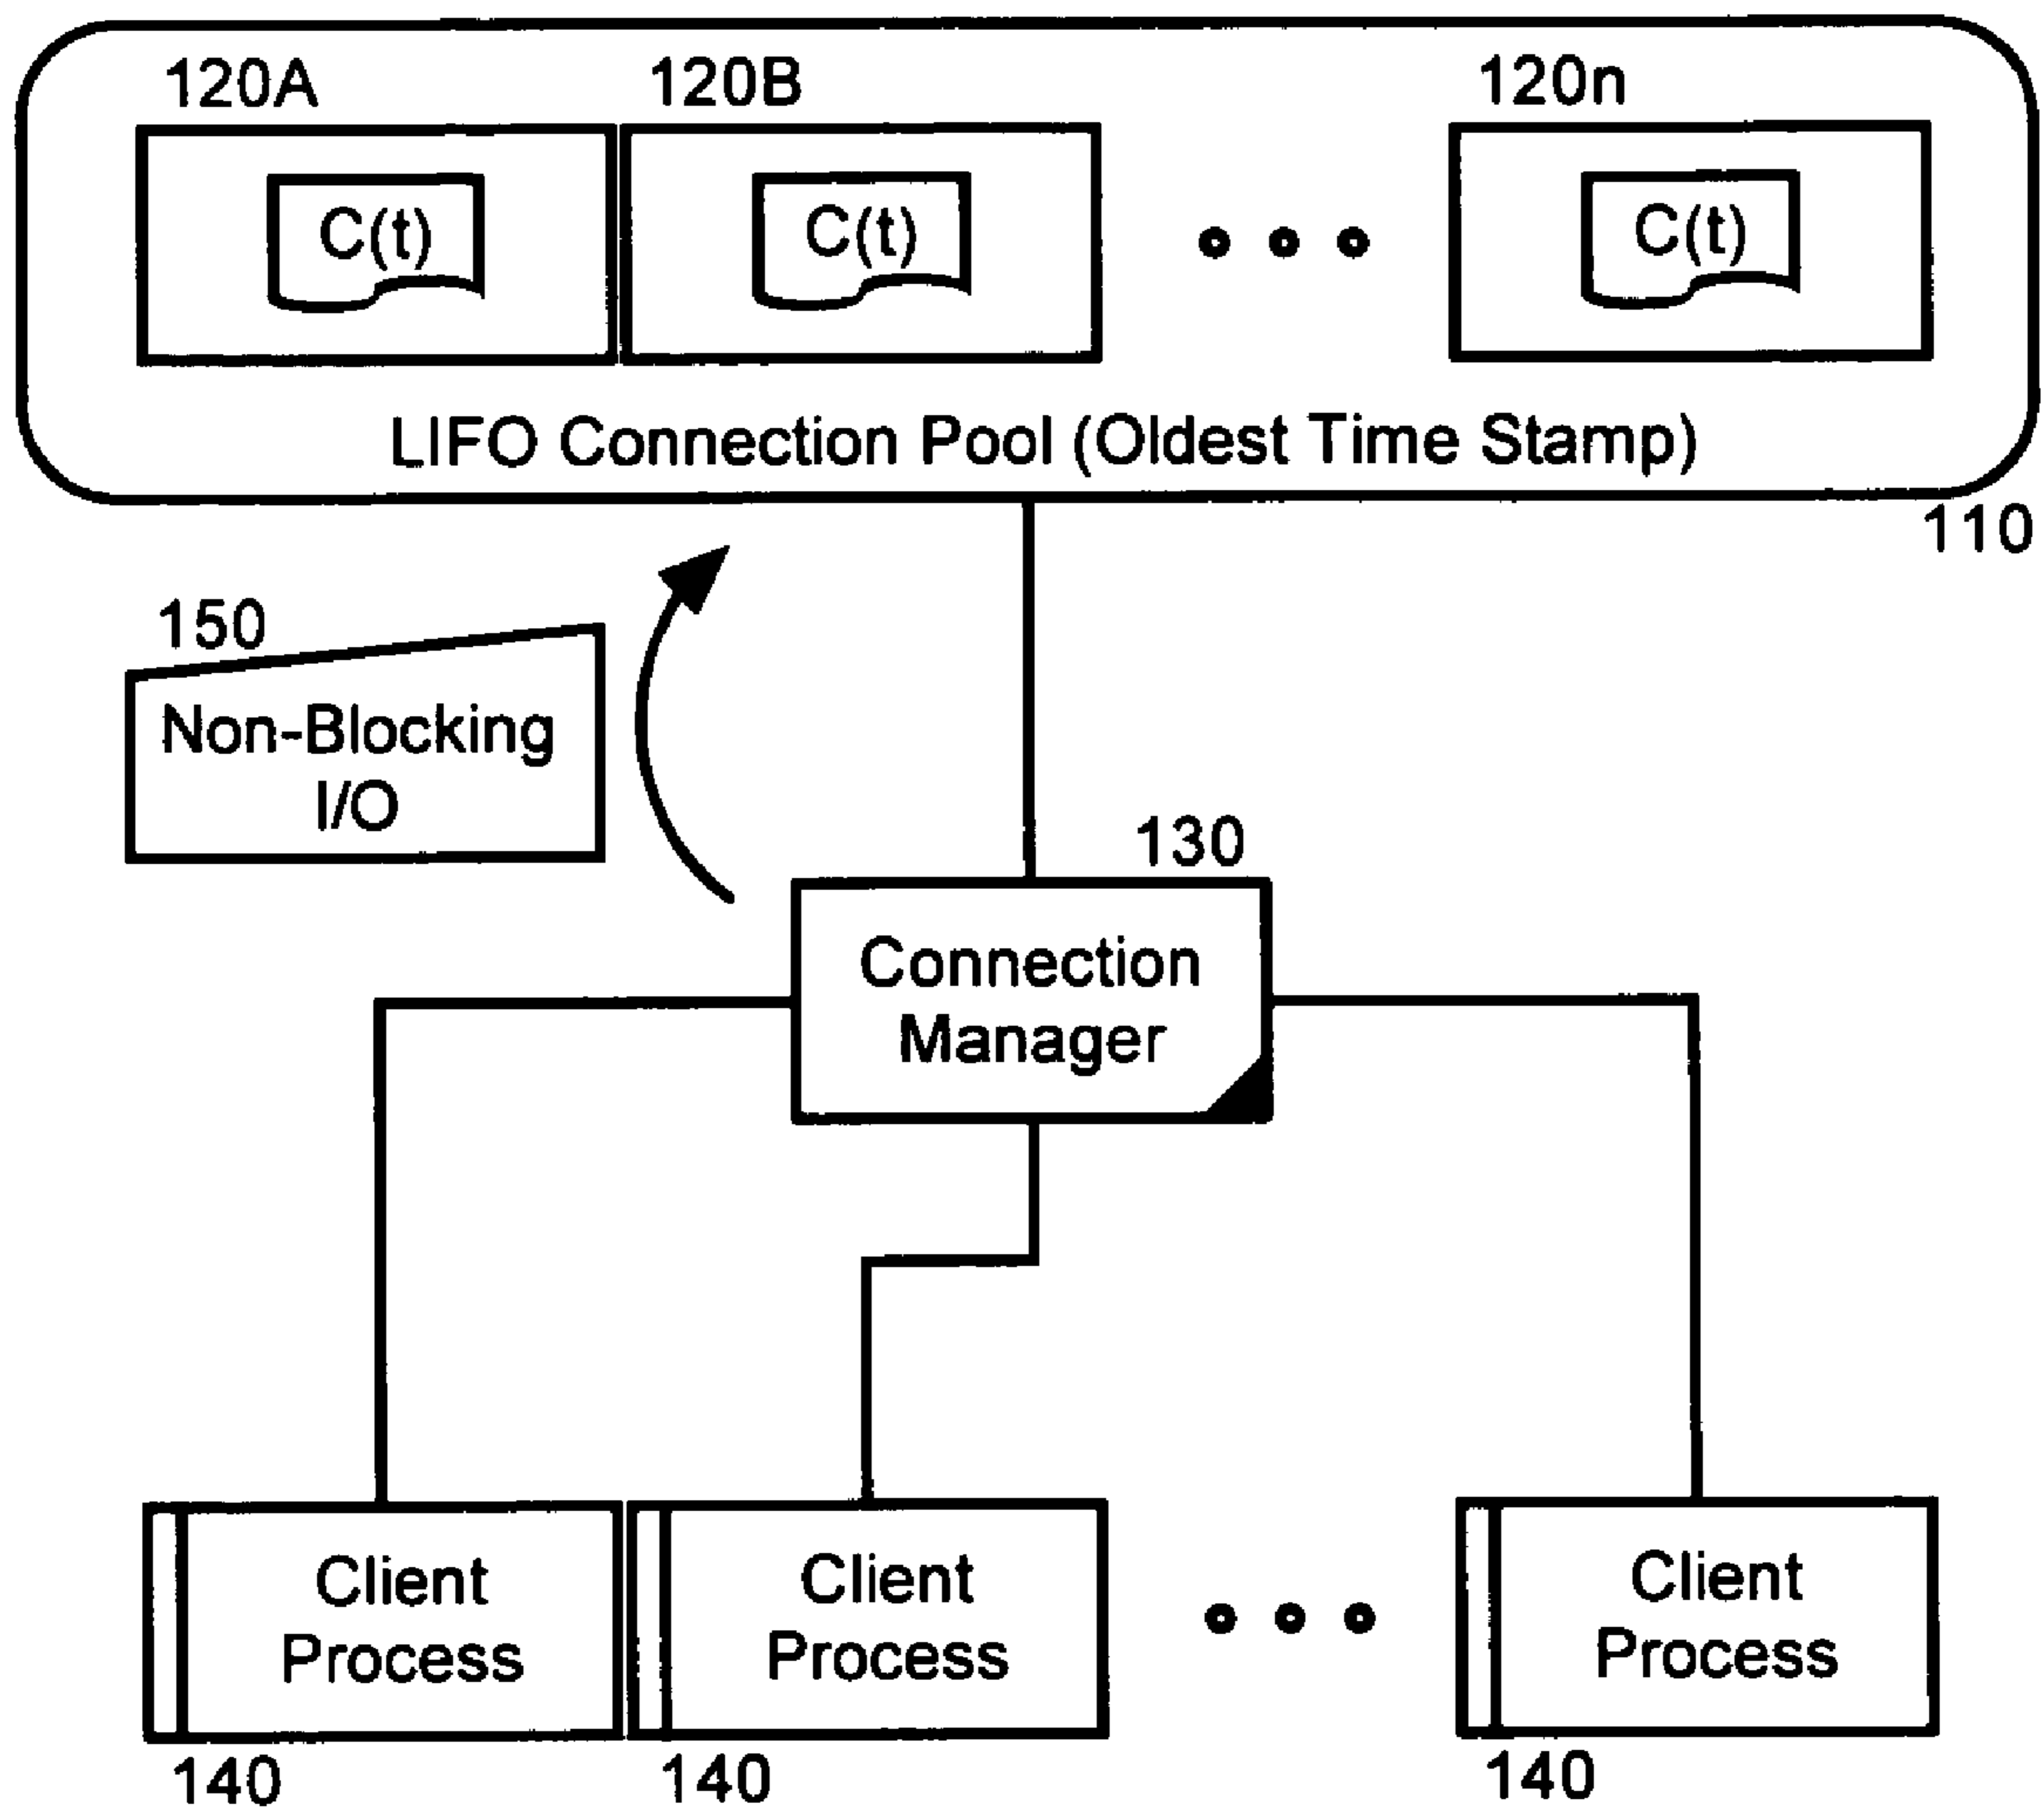 120A 120B 120n
C(t) C(t) C(t)
LIFO Connection Pool (Oldest Time Stamp)
110
150
Non-Blocking
I/O
130
Connection
Manager
Client
Process
Client
Process
Client
Process
140 140 140